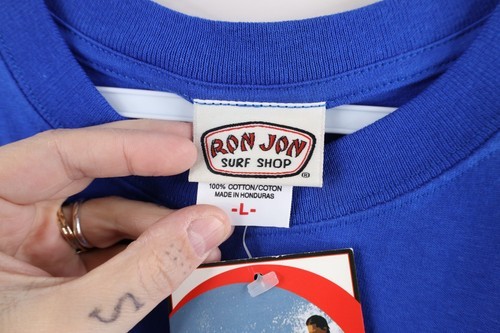 RON JON
SURF SHOP
®
100% COTTON/COTON
MADE IN HONDURAS
-L-